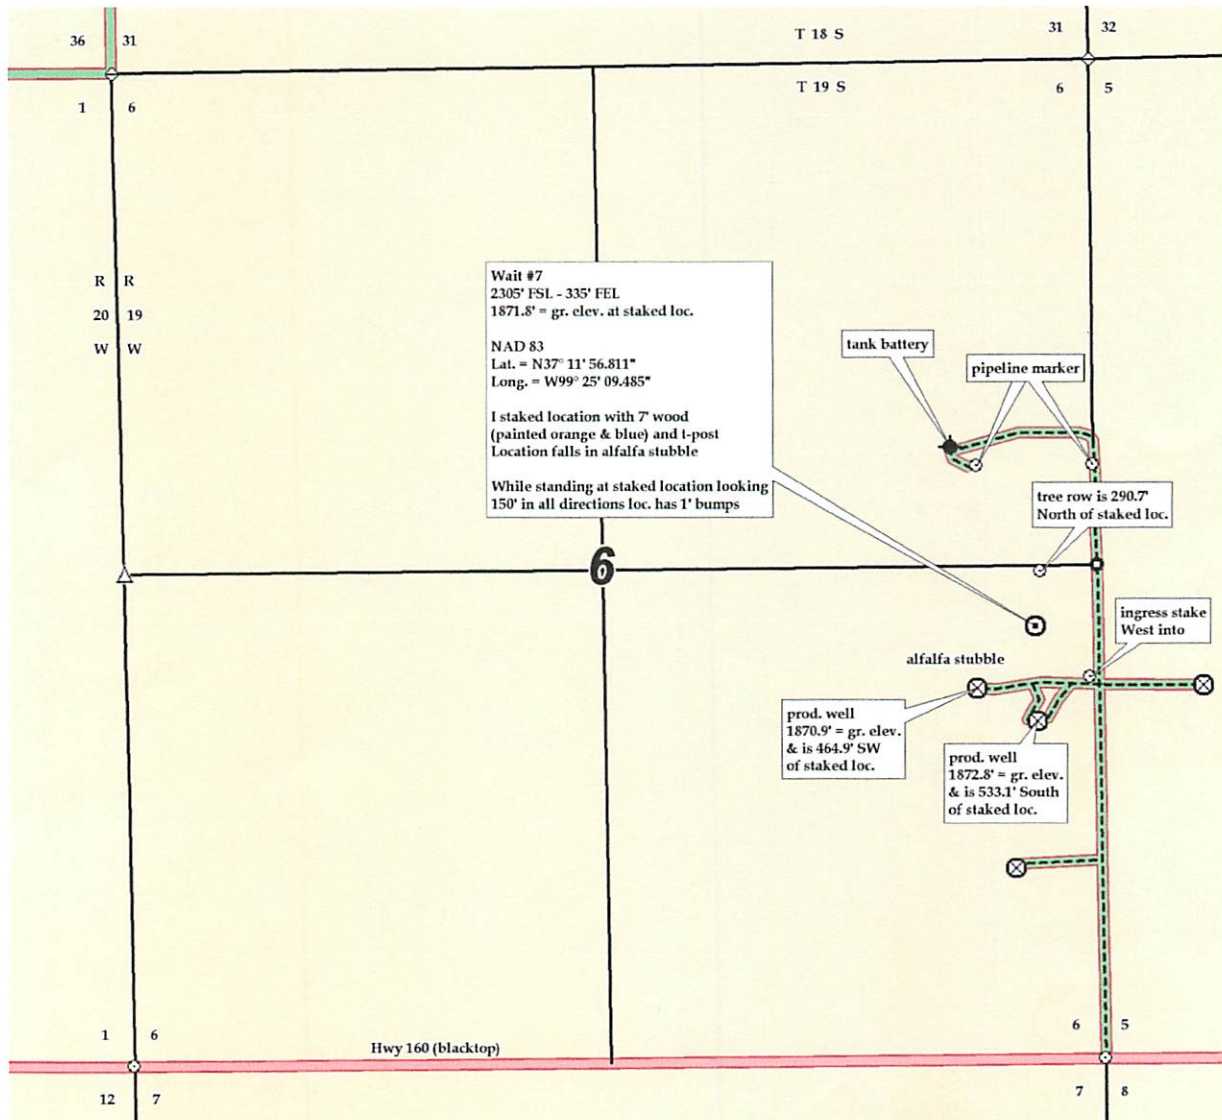 36 31
T 18 S
31 32
T 19 S
1 6
6 5
R R
20 19
W W
Wait #7
2305' FSL - 335' FEL
1871.8' = gr. elev. at staked loc.
NAD 83
Lat. = N37° 11' 56.811"
Long. = W99° 25' 09.485"
I staked location with 7' wood
(painted orange & blue) and t-post
Location falls in alfalfa stubble
While standing at staked location looking
150' in all directions loc. has 1' bumps
tank battery
pipeline marker
tree row is 290.7'
North of staked loc.
6
ingress stake
West into
alfalfa stubble
prod. well
1870.9' = gr. elev.
& is 464.9' SW
of staked loc.
prod. well
1872.8' = gr. elev.
& is 533.1' South
of staked loc.
1 6
6 5
Hwy 160 (blacktop)
12 7
7 8